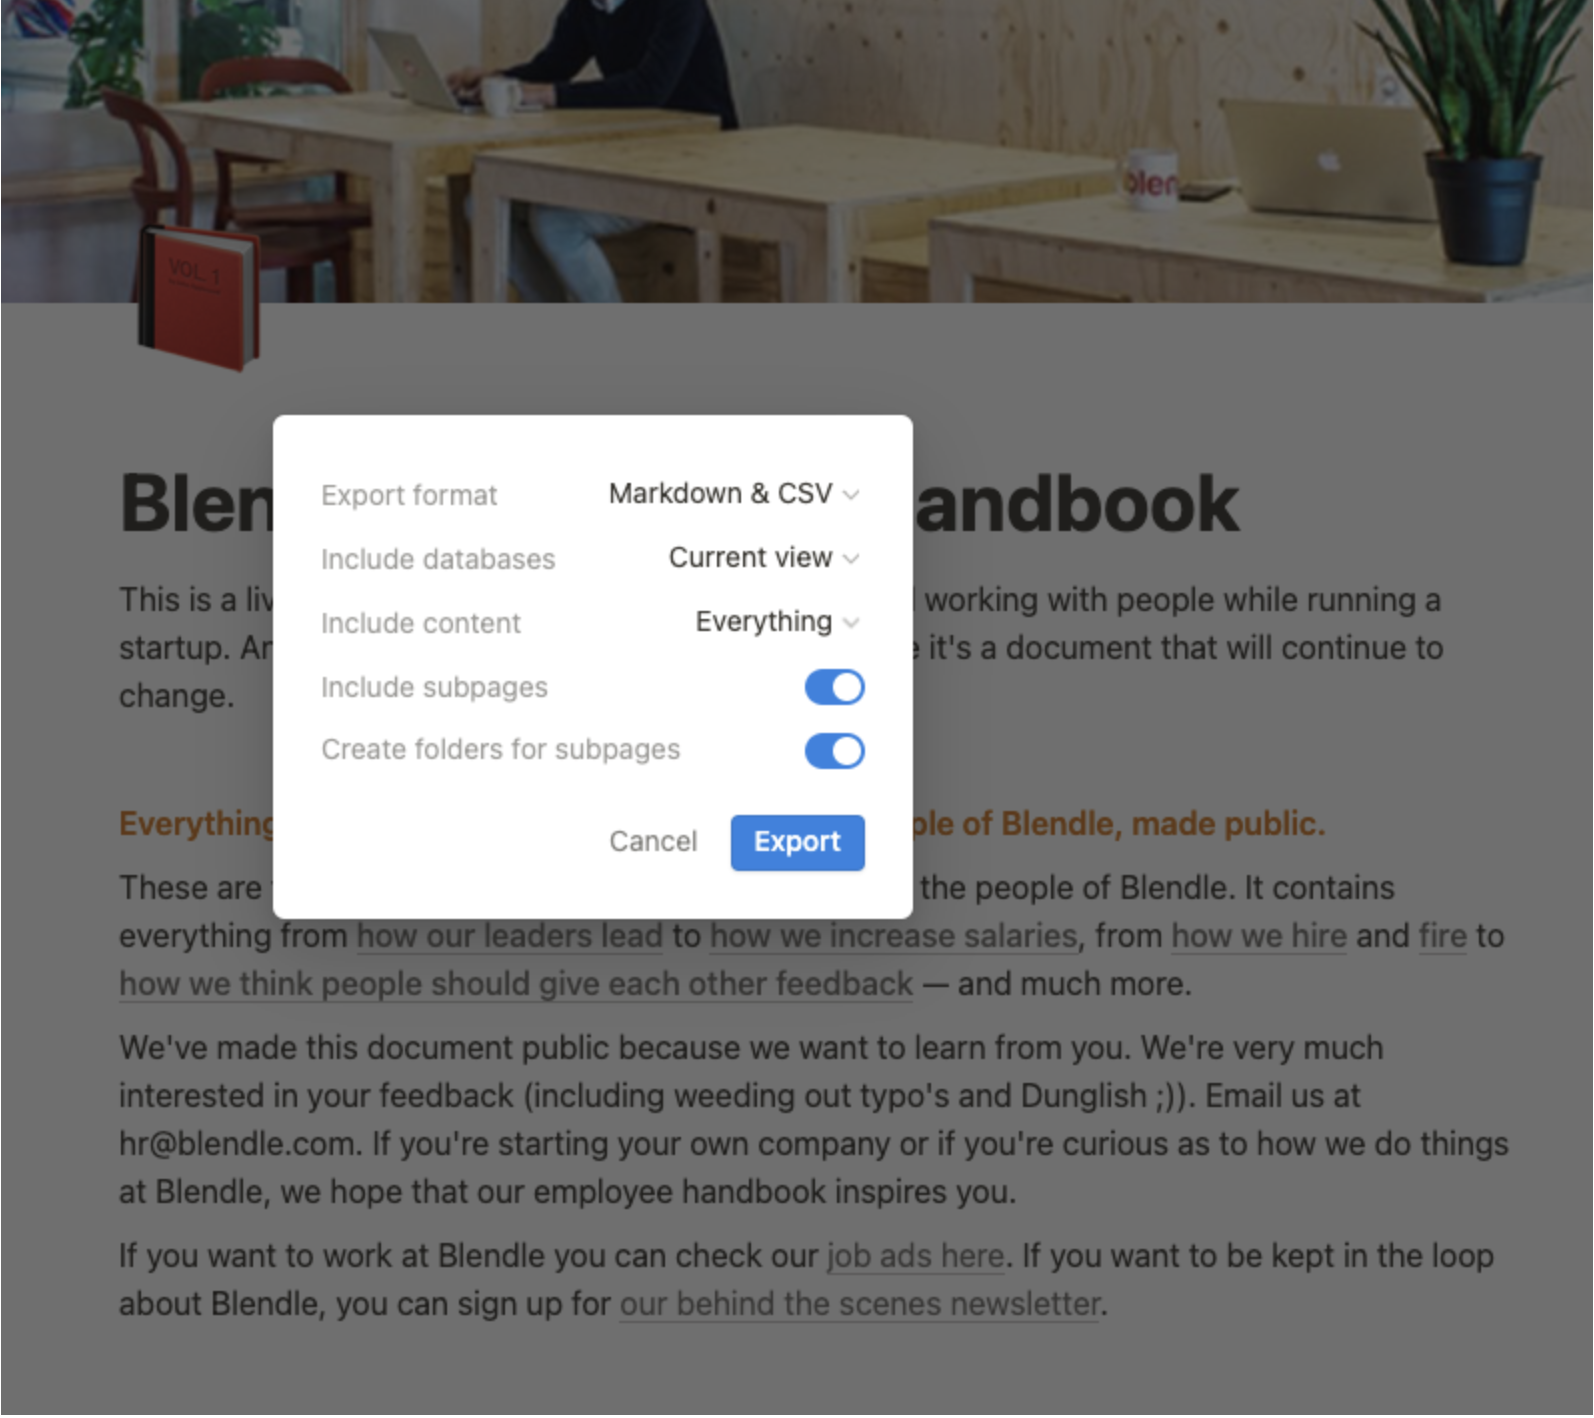 blen
VOL. 1
Blen andbook
This is a liv working with people while running a
startup. Ar e it's a document that will continue to
change.
Export format Markdown & CSV
Include databases Current view
Include content Everything
Include subpages
Create folders for subpages
Cancel Export
Everything ple of Blendle, made public.
These are the people of Blendle. It contains
everything from how our leaders lead to how we increase salaries, from how we hire and fire to
how we think people should give each other feedback — and much more.
We've made this document public because we want to learn from you. We're very much
interested in your feedback (including weeding out typo's and Dunglish ;)). Email us at
hr@blendle.com. If you're starting your own company or if you're curious as to how we do things
at Blendle, we hope that our employee handbook inspires you.
If you want to work at Blendle you can check our job ads here. If you want to be kept in the loop
about Blendle, you can sign up for our behind the scenes newsletter.